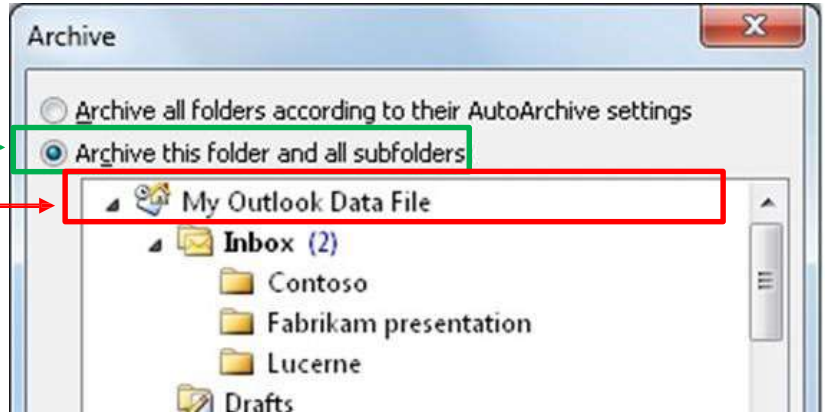 Archive
Archive all folders according to their AutoArchive settings
Archive this folder and all subfolders
My Outlook Data File
Inbox (2)
Contoso
Fabrikam presentation
Lucerne
Drafts